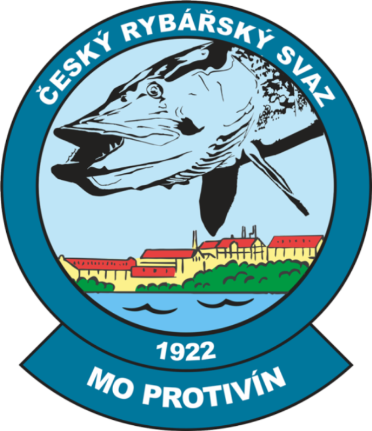 ČESKÝ RYBÁŘSKÝ SVAZ
1922
MO PROTIVÍN